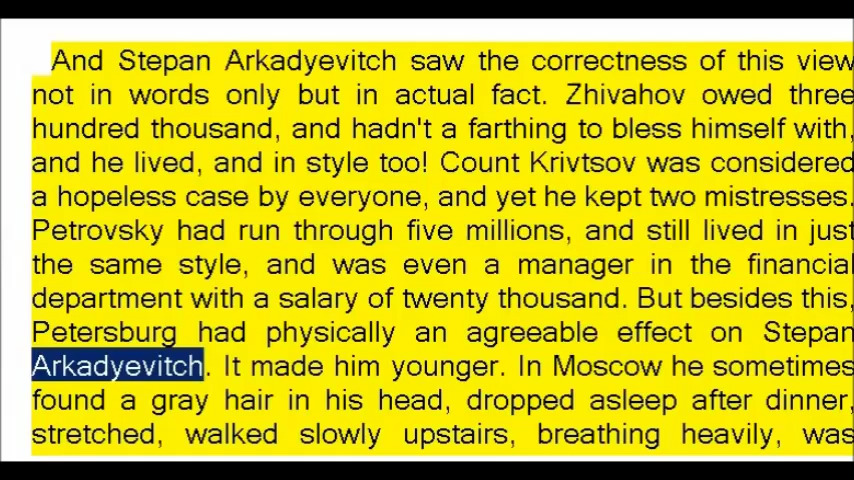 And Stepan Arkadyevitch saw the correctness of this view
not in words only but in actual fact. Zhivahov owed three
hundred thousand, and hadn't a farthing to bless himself with,
and he lived, and in style too! Count Krivtsov was considered
a hopeless case by everyone, and yet he kept two mistresses.
Petrovsky had run through five millions, and still lived in just
the same style, and was even a manager in the financial
department with a salary of twenty thousand. But besides this,
Petersburg had physically an agreeable effect on Stepan
Arkadyevitch. It made him younger. In Moscow he sometimes
found a gray hair in his head, dropped asleep after dinner,
stretched, walked slowly upstairs, breathing heavily, was